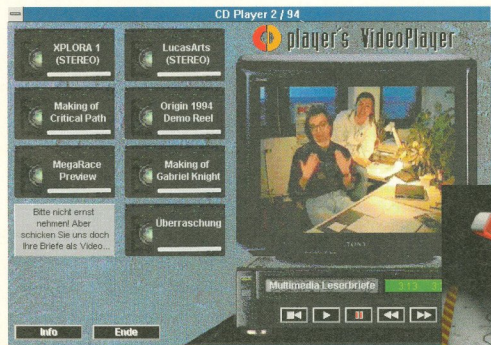 CD Player 2 / 94
player's VideoPlayer
XPLORA 1
(STEREO)
LucasArts
(STEREO)
Making of
Critical Path
Origin 1994
Demo Reel
MegaRace
Preview
Making of
Gabriel Knight
Bitte nicht ernst
nehmen! Aber
schicken Sie uns doch
Ihre Briefe als Video...
Überraschung
Multimedia Leserbriefe
3:13
Info
Ende